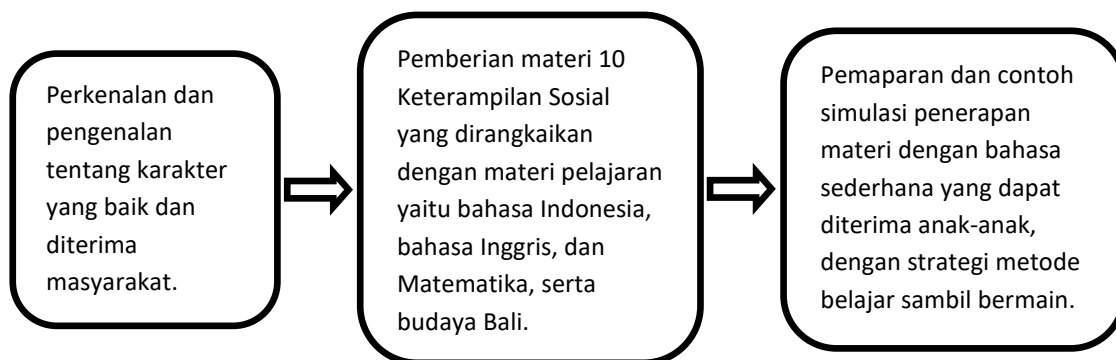 Perkenalan dan
pengenalan
tentang karakter
yang baik dan
diterima
masyarakat.
Pemberian materi 10
Keterampilan Sosial
yang dirangkaikan
dengan materi pelajaran
yaitu bahasa Indonesia,
bahasa Inggris, dan
Matematika, serta
budaya Bali.
Pemaparan dan contoh
simulasi penerapan
materi dengan bahasa
sederhana yang dapat
diterima anak-anak,
dengan strategi metode
belajar sambil bermain.